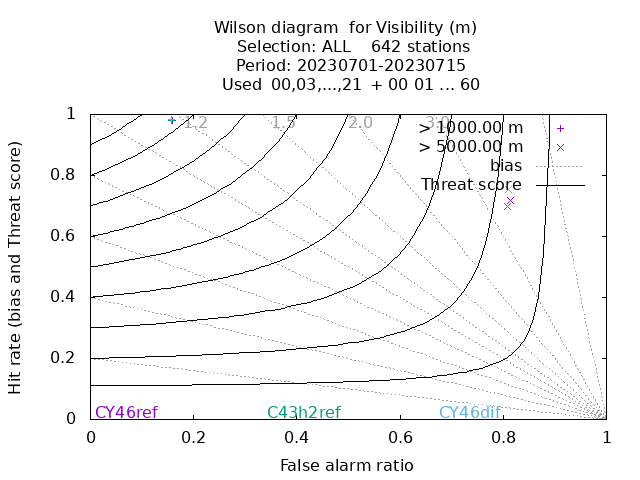 Wilson diagram  for Visibility (m)
Selection: ALL    642 stations
Period: 20230701-20230715
Used  00,03,...,21  + 00 01 ... 60
1.2 1.5 2.0 3.0
> 1000.00 m
> 5000.00 m
bias
Threat score
Hit rate (bias and Threat score)
1
0.8
0.6
0.4
0.2
0
CY46ref C43h2ref CY46dif
0 0.2 0.4 0.6 0.8 1
False alarm ratio